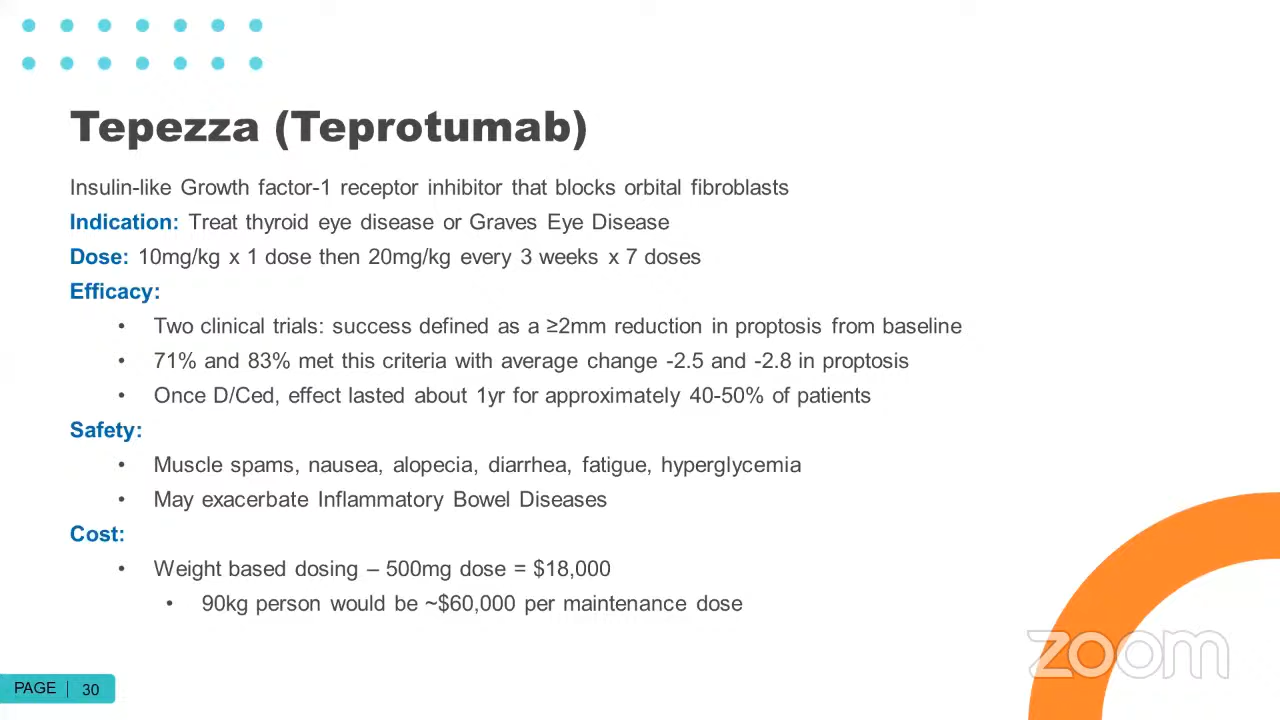 Tepezza (Teprotumab)
Insulin-like Growth factor-1 receptor inhibitor that blocks orbital fibroblasts
Indication: Treat thyroid eye disease or Graves Eye Disease
Dose: 10mg/kg x 1 dose then 20mg/kg every 3 weeks x 7 doses
Efficacy:
• Two clinical trials: success defined as a ≥2mm reduction in proptosis from baseline
• 71% and 83% met this criteria with average change -2.5 and -2.8 in proptosis
• Once D/Ced, effect lasted about 1yr for approximately 40-50% of patients
Safety:
• Muscle spams, nausea, alopecia, diarrhea, fatigue, hyperglycemia
• May exacerbate Inflammatory Bowel Diseases
Cost:
• Weight based dosing – 500mg dose = $18,000
• 90kg person would be ~$60,000 per maintenance dose
zoom
PAGE | 30